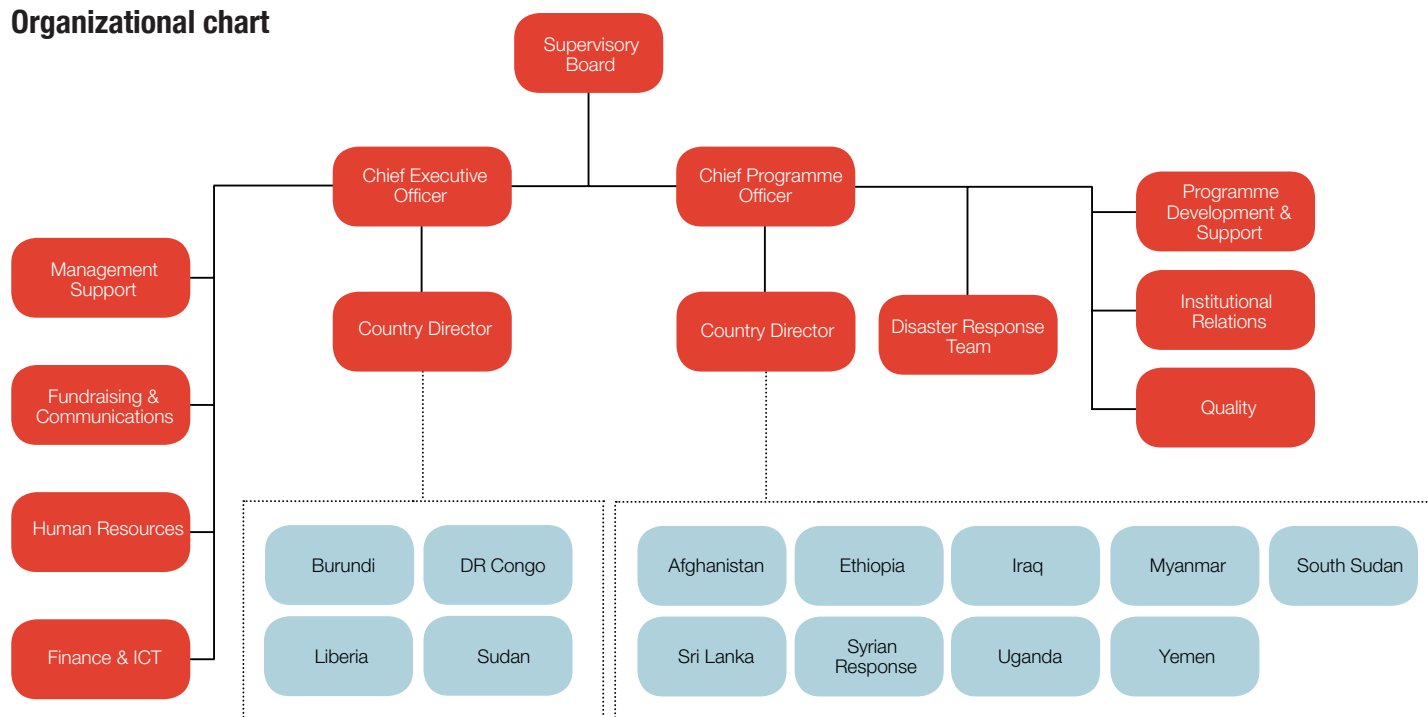 Organizational chart
Supervisory
Board
Chief Executive
Officer
Chief Programme
Officer
Programme
Development &
Support
Management
Support
Country Director
Country Director
Disaster Response
Team
Institutional
Relations
Fundraising &
Communications
Quality
Human Resources
Burundi
DR Congo
Afghanistan
Ethiopia
Iraq
Myanmar
South Sudan
Finance & ICT
Liberia
Sudan
Sri Lanka
Syrian
Response
Uganda
Yemen